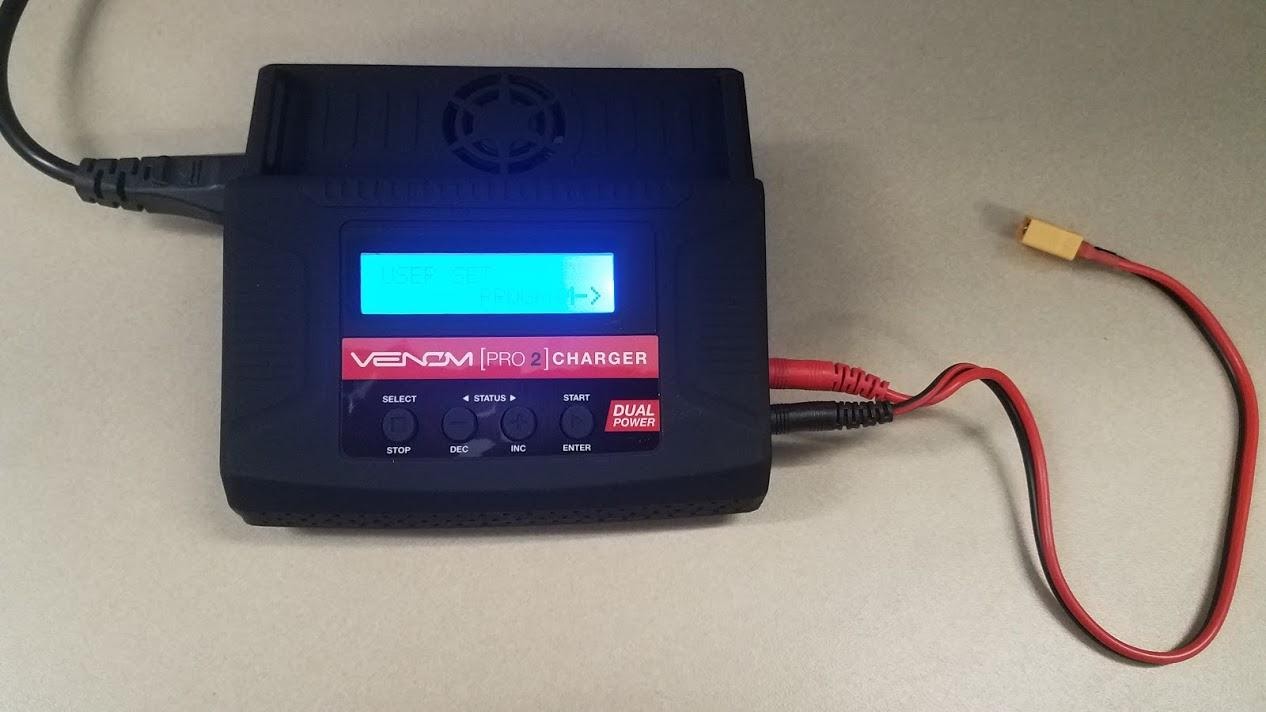 USER SET
PROGRAM->
VENOM [PRO 2] CHARGER
SELECT ◀ STATUS ▶ START
STOP DEC INC ENTER
DUAL
POWER